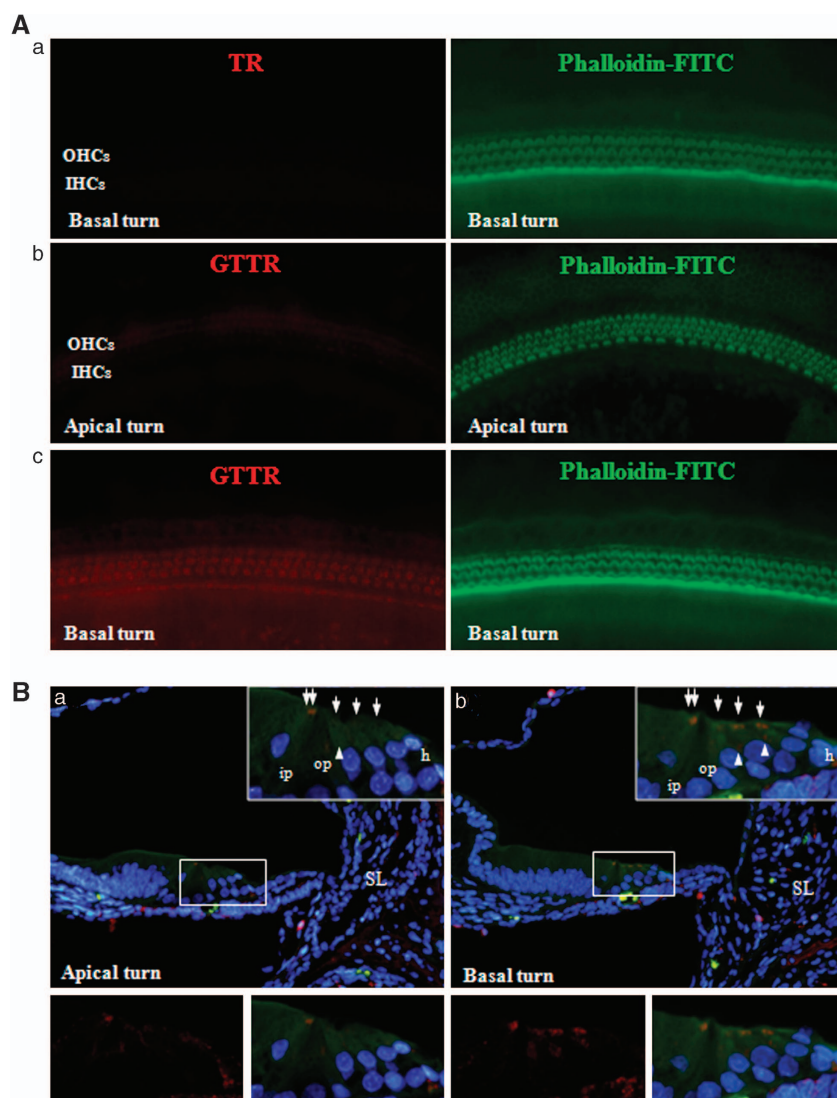 A
a
TR
Phalloidin-FITC
OHCs
IHCs
Basal turn
Basal turn
b
GTTR
Phalloidin-FITC
OHCs
IHCs
Apical turn
Apical turn
c
GTTR
Phalloidin-FITC
Basal turn
Basal turn
B
a
ip
op
h
SL
Apical turn
b
ip
op
h
SL
Basal turn